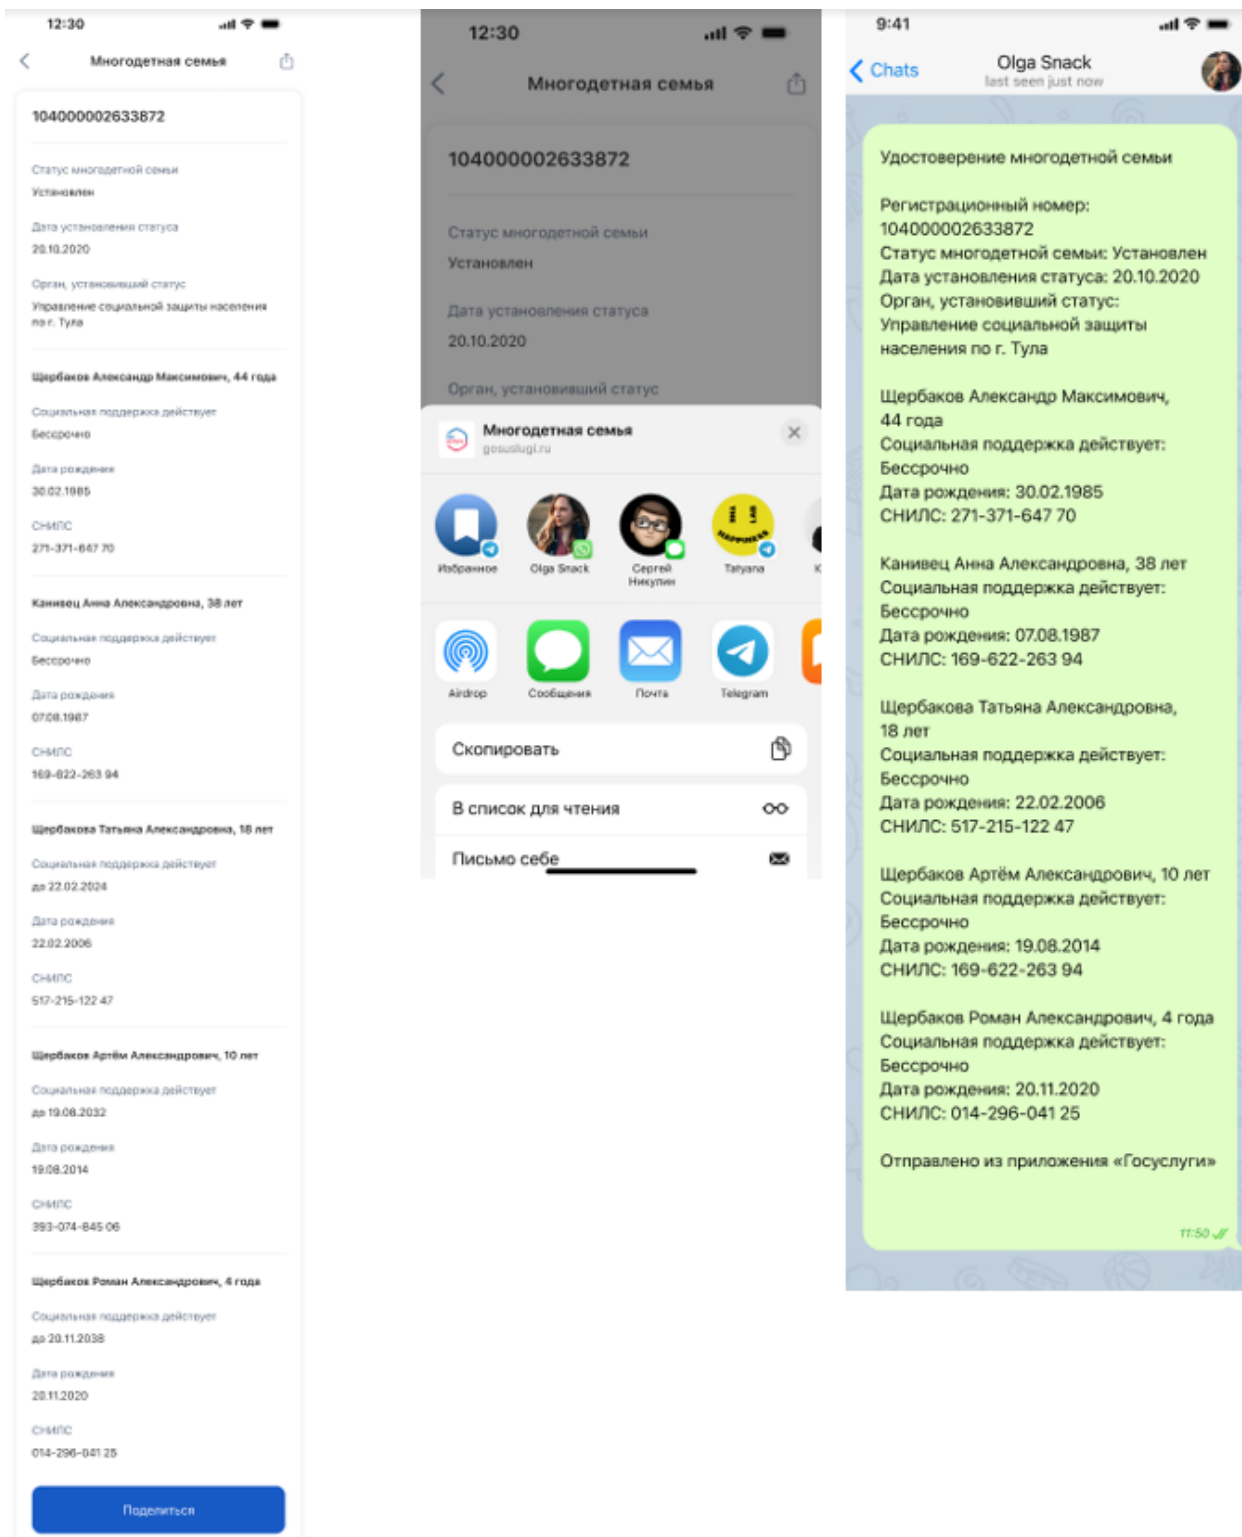 12:30
Многодетная семья
104000002633872
Статус многодетной семьи
Установлен
Дата установления статуса
20.10.2020
Орган, установивший статус
Управление социальной защиты населения
по г. Тула
Щербаков Александр Максимович, 44 года
Социальная поддержка действует
Бессрочно
Дата рождения
30.02.1985
СНИЛС
271-371-647 70
Канивец Анна Александровна, 38 лет
Социальная поддержка действует
Бессрочно
Дата рождения
07.08.1987
СНИЛС
169-622-263 94
Щербакова Татьяна Александровна, 18 лет
Социальная поддержка действует
до 22.02.2024
Дата рождения
22.02.2006
СНИЛС
517-215-122 47
Щербаков Артём Александрович, 10 лет
Социальная поддержка действует
до 19.08.2032
Дата рождения
19.08.2014
СНИЛС
393-074-845 06
Щербаков Роман Александрович, 4 года
Социальная поддержка действует
до 20.11.2038
Дата рождения
20.11.2020
СНИЛС
014-296-041 25
Поделиться
12:30
Многодетная семья
104000002633872
Статус многодетной семьи
Установлен
Дата установления статуса
20.10.2020
Орган, установивший статус
Многодетная семья
gosuslugi.ru
HAPPINESS
LAB
Избранное
Olga Snack
Сергей
Никулин
Tatyana
К
Airdrop
Сообщения
Почта
Telegram
Скопировать
В список для чтения
Письмо себе
9:41
Chats
Olga Snack
last seen just now
Удостоверение многодетной семьи
Регистрационный номер:
104000002633872
Статус многодетной семьи: Установлен
Дата установления статуса: 20.10.2020
Орган, установивший статус:
Управление социальной защиты
населения по г. Тула
Щербаков Александр Максимович,
44 года
Социальная поддержка действует:
Бессрочно
Дата рождения: 30.02.1985
СНИЛС: 271-371-647 70
Канивец Анна Александровна, 38 лет
Социальная поддержка действует:
Бессрочно
Дата рождения: 07.08.1987
СНИЛС: 169-622-263 94
Щербакова Татьяна Александровна,
18 лет
Социальная поддержка действует:
Бессрочно
Дата рождения: 22.02.2006
СНИЛС: 517-215-122 47
Щербаков Артём Александрович, 10 лет
Социальная поддержка действует:
Бессрочно
Дата рождения: 19.08.2014
СНИЛС: 169-622-263 94
Щербаков Роман Александрович, 4 года
Социальная поддержка действует:
Бессрочно
Дата рождения: 20.11.2020
СНИЛС: 014-296-041 25
Отправлено из приложения «Госуслуги»
11:50